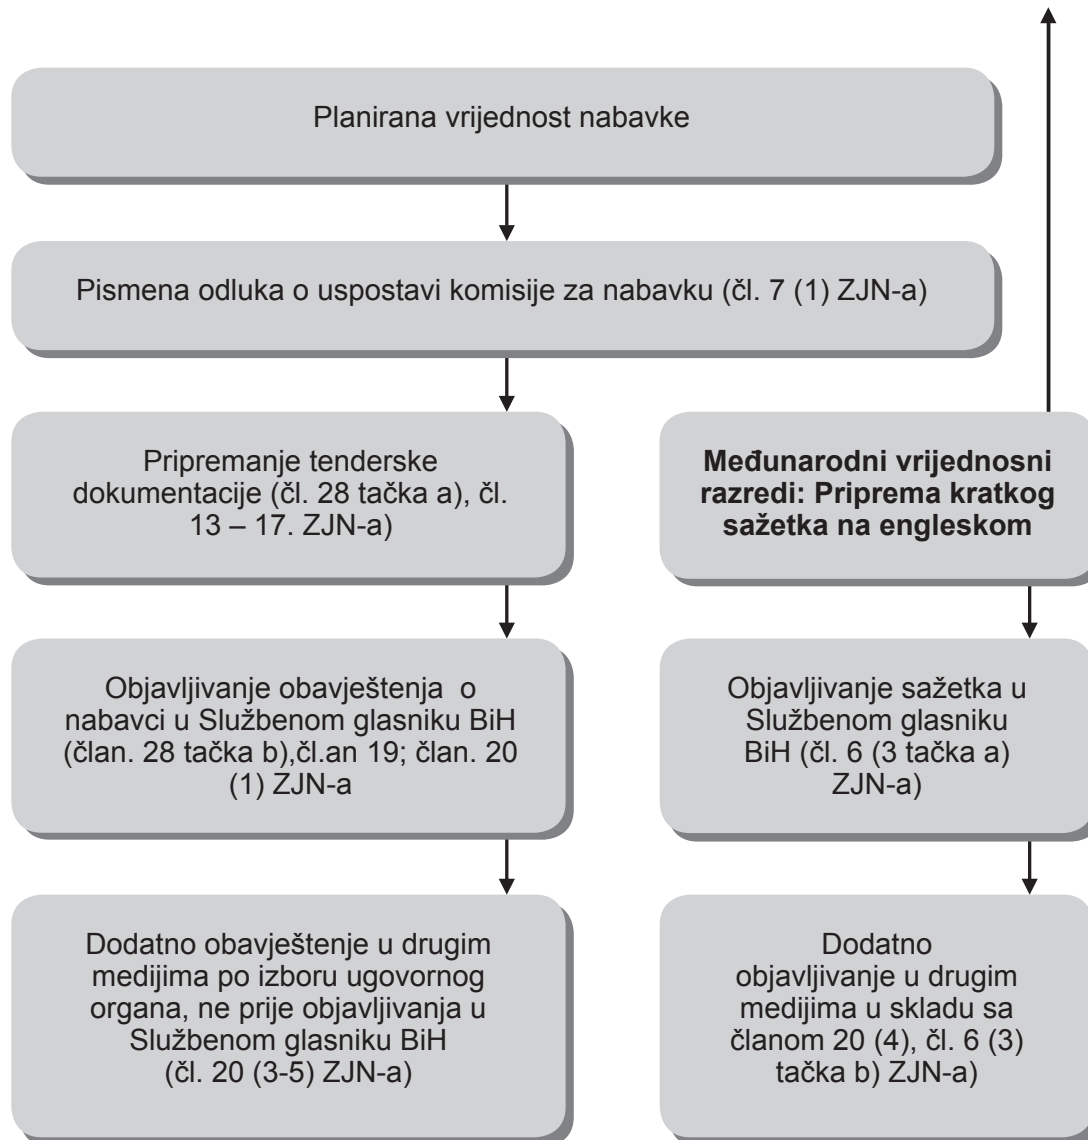 Planirana vrijednost nabavke
Pismena odluka o uspostavi komisije za nabavku (čl. 7 (1) ZJN-a)
Pripremanje tenderske
dokumentacije (čl. 28 tačka a), čl.
13 – 17. ZJN-a)
Međunarodni vrijednosni
razredi: Priprema kratkog
sažetka na engleskom
Objavljivanje obavještenja o
nabavci u Službenom glasniku BiH
(član. 28 tačka b),čl.an 19; član. 20
(1) ZJN-a
Objavljivanje sažetka u
Službenom glasniku
BiH (čl. 6 (3 tačka a)
ZJN-a)
Dodatno obavještenje u drugim
medijima po izboru ugovornog
organa, ne prije objavljivanja u
Službenom glasniku BiH
(čl. 20 (3-5) ZJN-a)
Dodatno
objavljivanje u drugim
medijima u skladu sa
članom 20 (4), čl. 6 (3)
tačka b) ZJN-a)